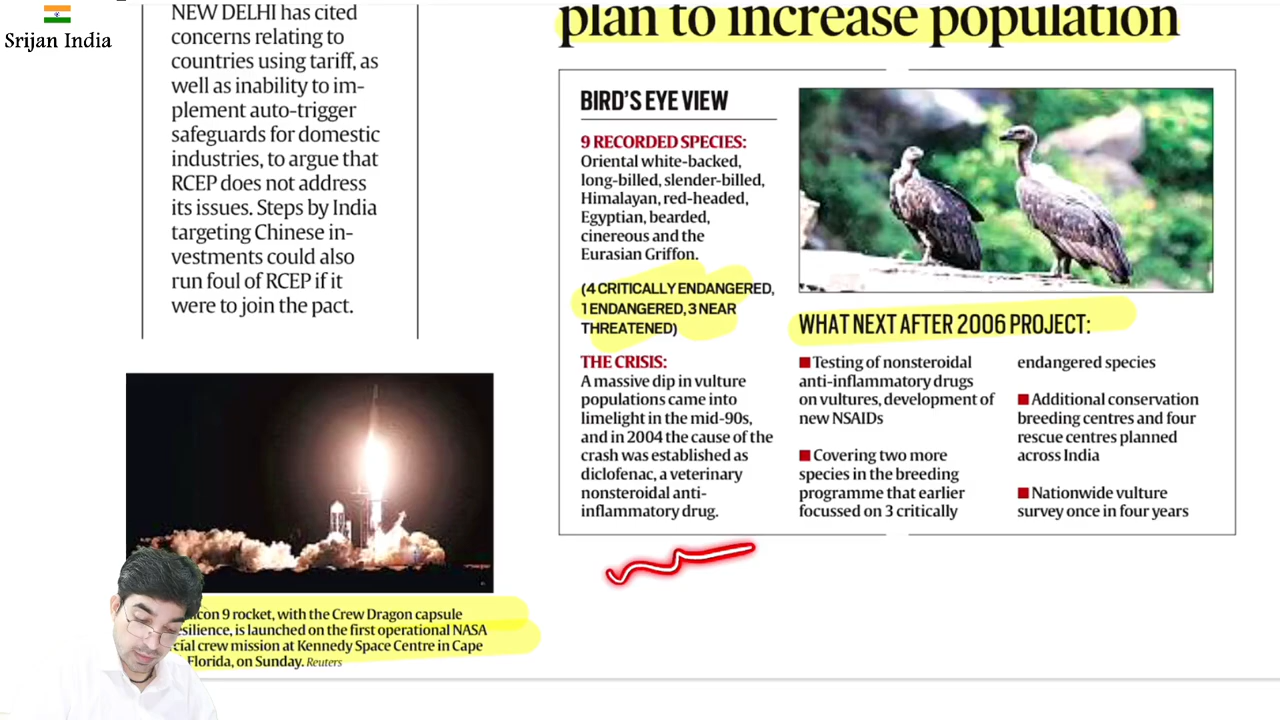 Srijan India
NEW DELHI has cited
concerns relating to
countries using tariff, as
well as inability to im-
plement auto-trigger
safeguards for domestic
industries, to argue that
RCEP does not address
its issues. Steps by India
targeting Chinese in-
vestments could also
run foul of RCEP if it
were to join the pact.
con 9 rocket, with the Crew Dragon capsule
silience, is launched on the first operational NASA
cial crew mission at Kennedy Space Centre in Cape
Florida, on Sunday. Reuters
plan to increase population
BIRD'S EYE VIEW
9 RECORDED SPECIES:
Oriental white-backed,
long-billed, slender-billed,
Himalayan, red-headed,
Egyptian, bearded,
cinereous and the
Eurasian Griffon.
(4 CRITICALLY ENDANGERED,
1 ENDANGERED, 3 NEAR
THREATENED)
THE CRISIS:
A massive dip in vulture
populations came into
limelight in the mid-90s,
and in 2004 the cause of the
crash was established as
diclofenac, a veterinary
nonsteroidal anti-
inflammatory drug.
WHAT NEXT AFTER 2006 PROJECT:
Testing of nonsteroidal
anti-inflammatory drugs
on vultures, development of
new NSAIDs
Covering two more
species in the breeding
programme that earlier
focussed on 3 critically
endangered species
Additional conservation
breeding centres and four
rescue centres planned
across India
Nationwide vulture
survey once in four years